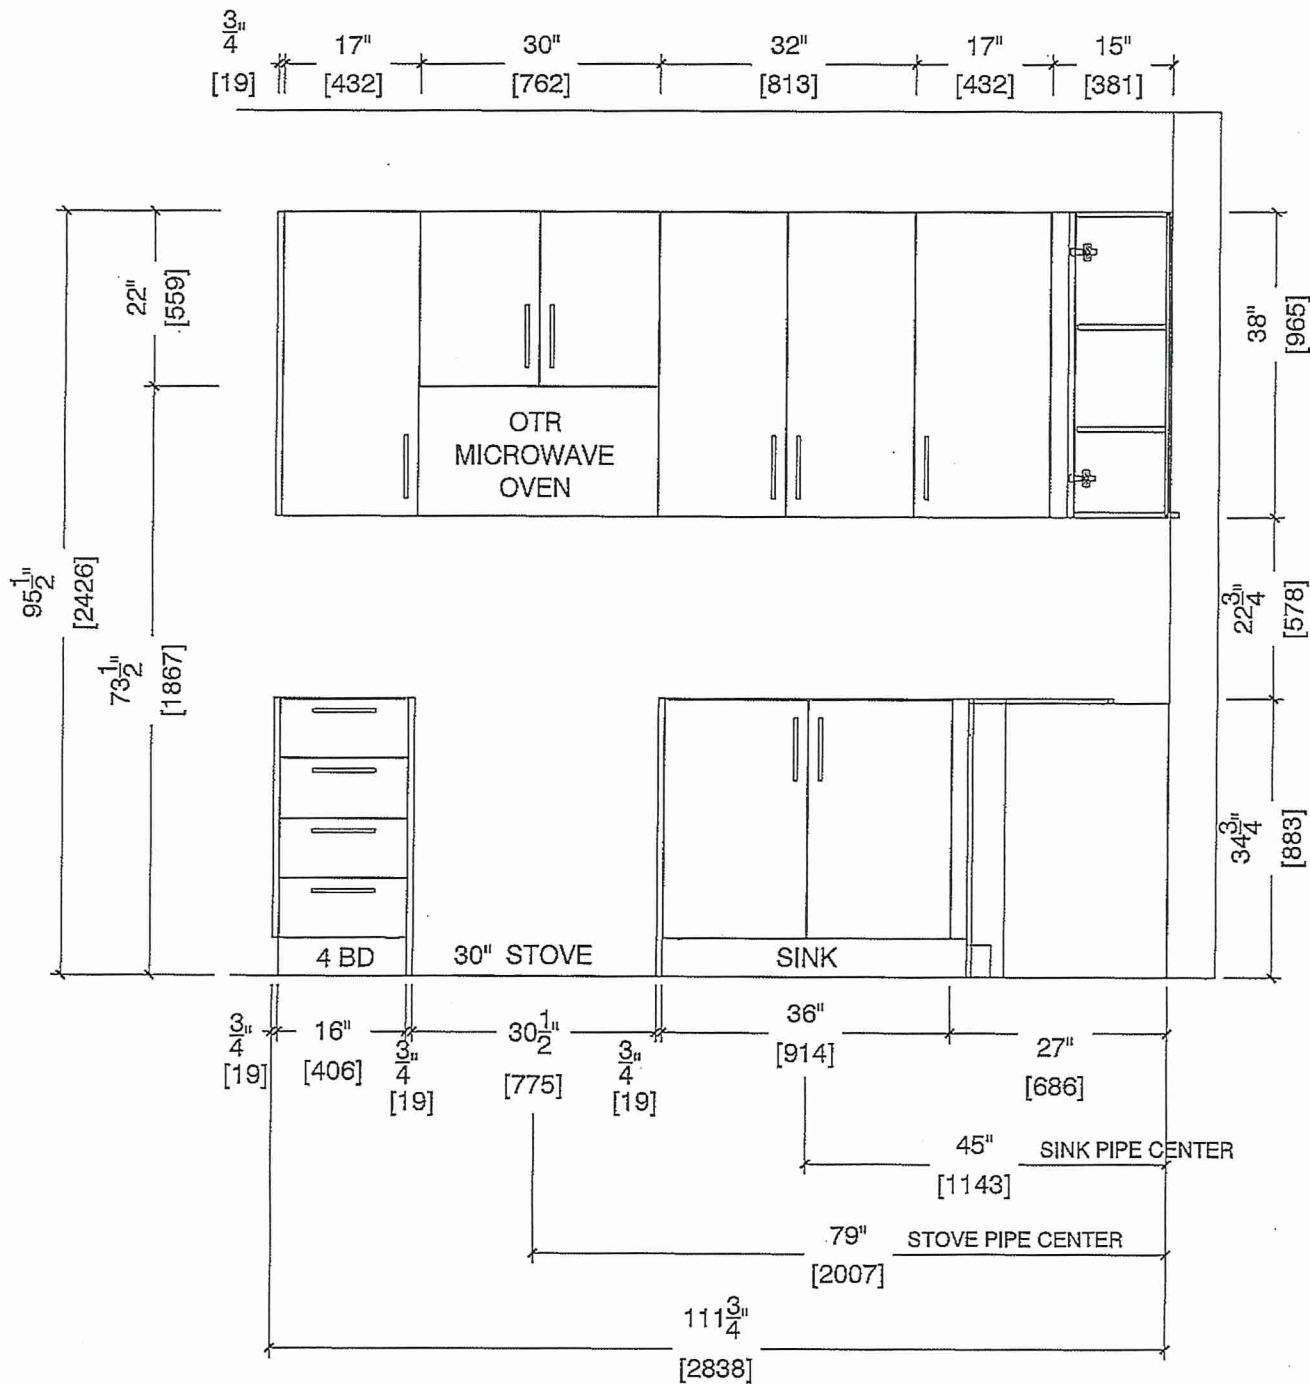 3/4" 17" 30" 32" 17" 15"
[19] [432] [762] [813] [432] [381]
22"
[559]
38"
[965]
OTR
MICROWAVE
OVEN
95 1/2"
[2426]
73 1/2"
[1867]
22 3/4"
[578]
34 3/4"
[883]
4 BD 30" STOVE SINK
3/4" 16" 3/4" 30 1/2" 3/4" 36" 27"
[19] [406] [19] [775] [19] [914] [686]
45" SINK PIPE CENTER
[1143]
79" STOVE PIPE CENTER
[2007]
111 3/4"
[2838]